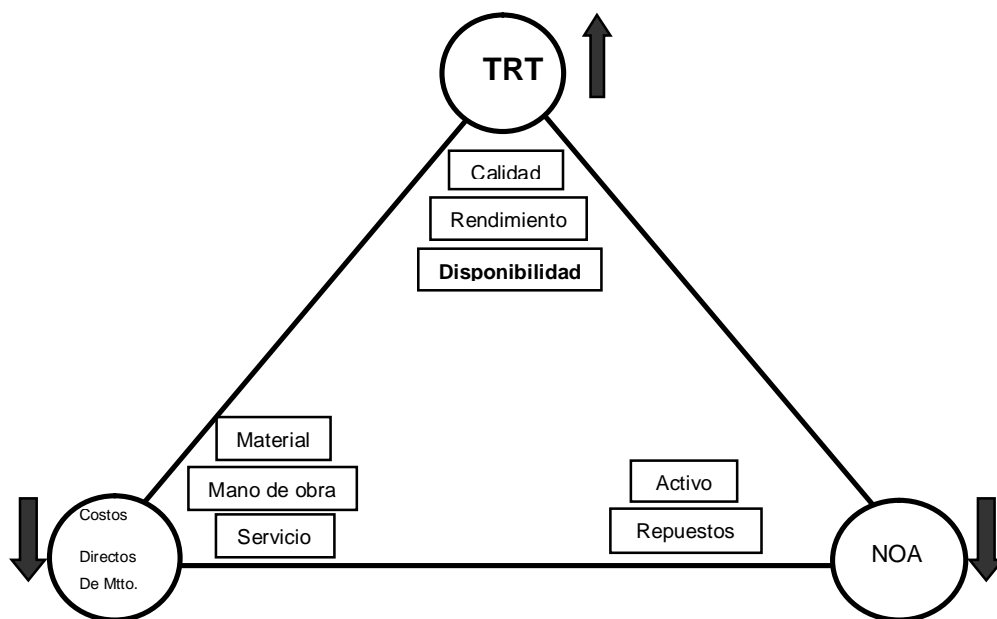 TRT
Calidad
Rendimiento
Disponibilidad
Material
Mano de obra
Servicio
Activo
Repuestos
Costos
Directos
De Mtto.
NOA